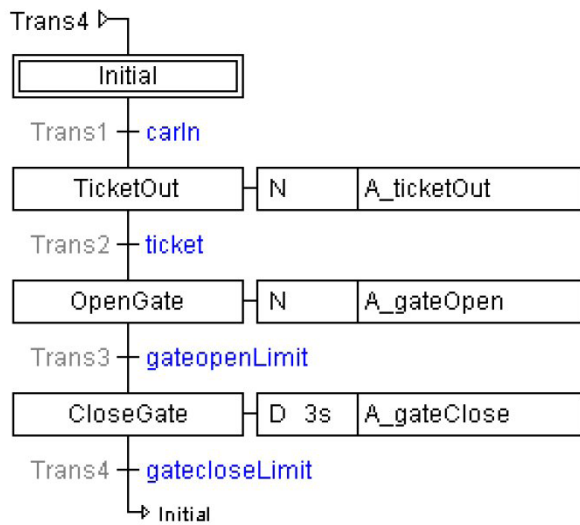 Trans4
Initial
Trans1 carIn
TicketOut N A_ticketOut
Trans2 ticket
OpenGate N A_gateOpen
Trans3 gateopenLimit
CloseGate D 3s A_gateClose
Trans4 gatecloseLimit
Initial